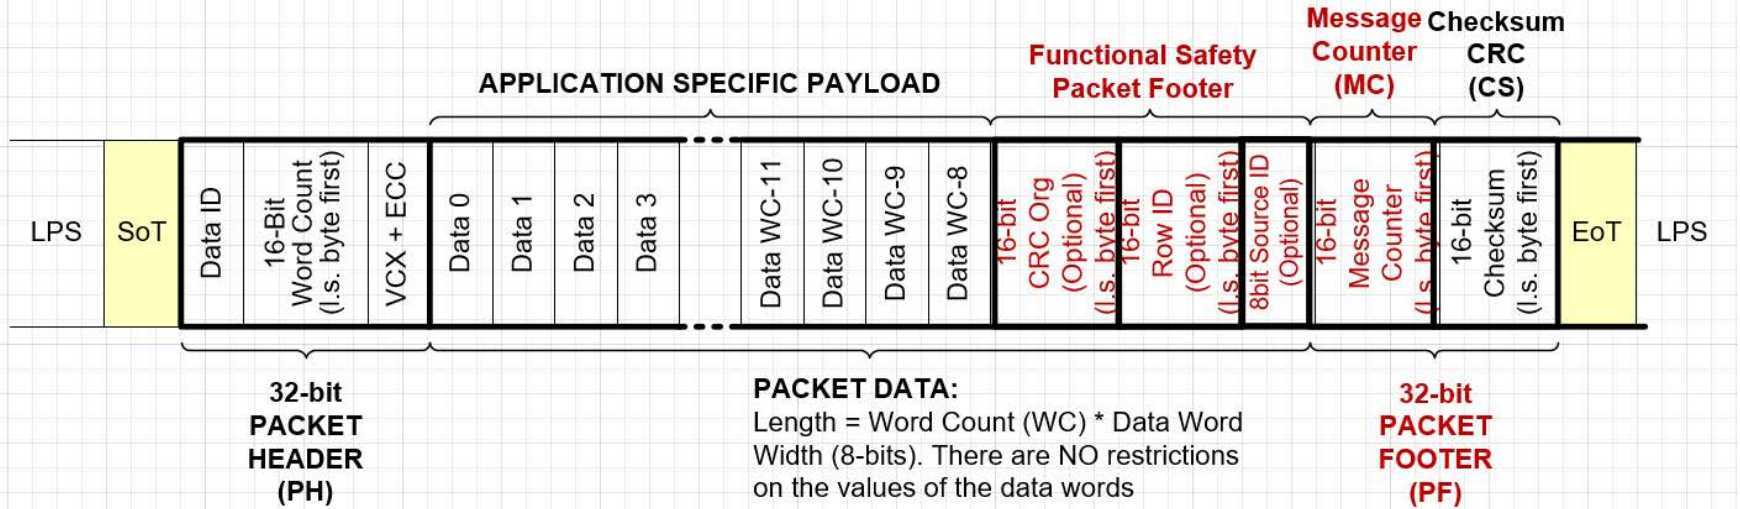 Message
Counter
(MC)
Checksum
CRC
(CS)
Functional Safety
Packet Footer
APPLICATION SPECIFIC PAYLOAD
LPS
SoT
Data ID
16-Bit
Word Count
(l.s. byte first)
VCX + ECC
Data 0
Data 1
Data 2
Data 3
Data WC-11
Data WC-10
Data WC-9
Data WC-8
16-bit
CRC Org
(Optional)
(l.s. byte first)
16-bit
Row ID
(Optional)
(l.s. byte first)
8bit Source ID
(Optional)
16-bit
Message
Counter
(l.s. byte first)
16-bit
Checksum
(l.s. byte first)
EoT
LPS
32-bit
PACKET
HEADER
(PH)
PACKET DATA:
Length = Word Count (WC) * Data Word
Width (8-bits). There are NO restrictions
on the values of the data words
32-bit
PACKET
FOOTER
(PF)